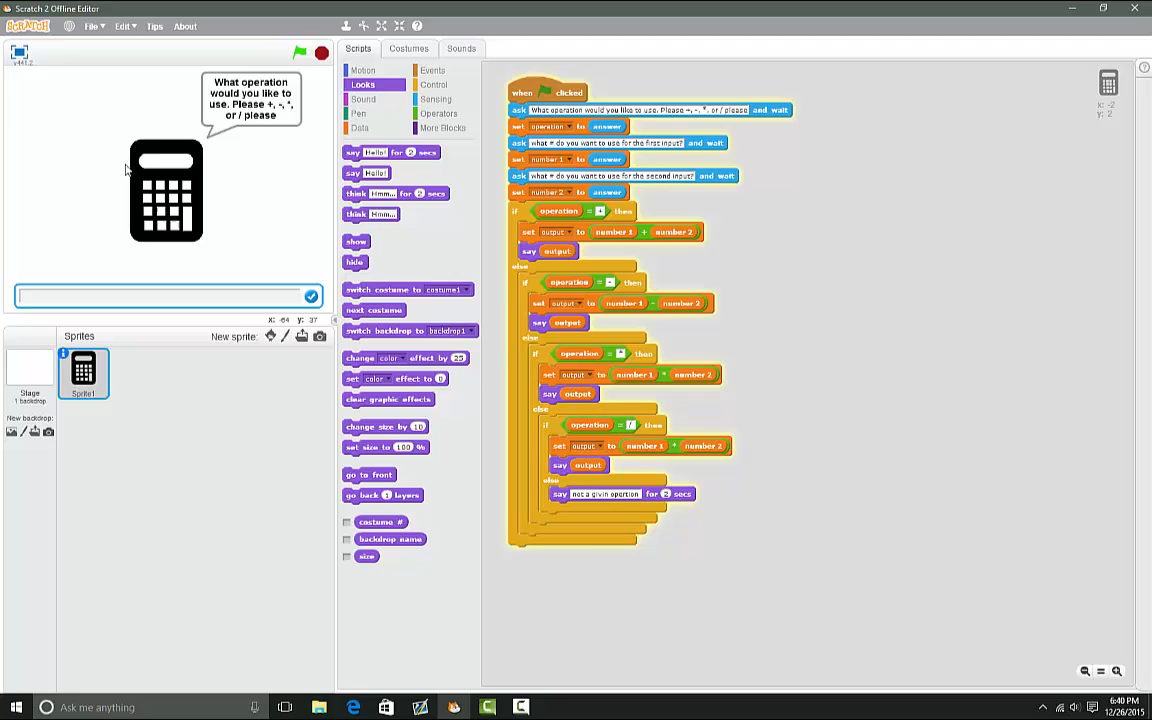 Scratch 2 Offline Editor
SCRATCH File Edit Tips About
v441.2
What operation
would you like to
use. Please +, -, *,
or / please
x: -64 y: 37
Sprites New sprite:
Stage
1 backdrop
New backdrop:
Sprite1
Scripts Costumes Sounds
Motion Events
Looks Control
Sound Sensing
Pen Operators
Data More Blocks
say Hello! for 2 secs
say Hello!
think Hmm... for 2 secs
think Hmm...
show
hide
switch costume to costume1
next costume
switch backdrop to backdrop1
change color effect by 25
set color effect to 0
clear graphic effects
change size by 10
set size to 100 %
go to front
go back 1 layers
costume #
backdrop name
size
when clicked
ask What operation would you like to use. Please +, -, *, or / please and wait
set operation to answer
ask what # do you want to use for the first input? and wait
set number 1 to answer
ask what # do you want to use for the second input? and wait
set number 2 to answer
if operation = + then
set output to number 1 + number 2
say output
else
if operation = - then
set output to number 1 - number 2
say output
else
if operation = * then
set output to number 1 * number 2
say output
else
if operation = / then
set output to number 1 number 2
say output
else
say not a givin opertion for 2 secs
x: -2
y: 2
Ask me anything
6:40 PM
12/26/2015